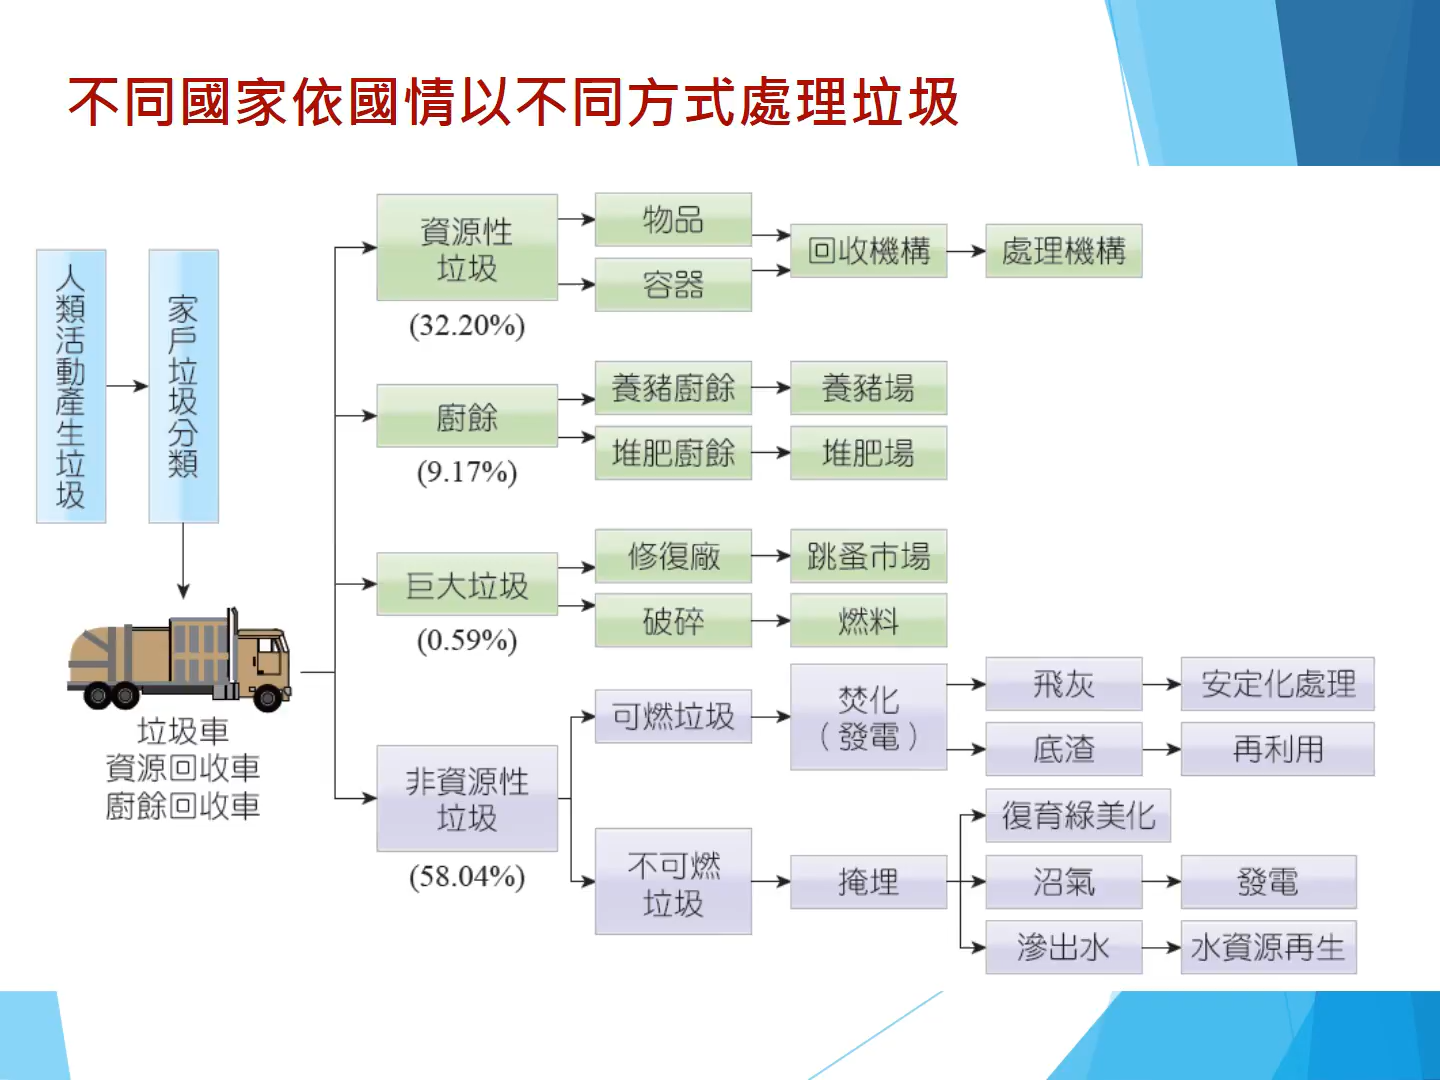 不同國家依國情以不同方式處理垃圾
人類活動產生垃圾
家戶垃圾分類
垃圾車
資源回收車
廚餘回收車
資源性
垃圾
(32.20%)
物品
容器
回收機構
處理機構
廚餘
(9.17%)
養豬廚餘
養豬場
堆肥廚餘
堆肥場
巨大垃圾
(0.59%)
修復廠
跳蚤市場
破碎
燃料
非資源性
垃圾
(58.04%)
可燃垃圾
焚化
（發電）
飛灰
安定化處理
底渣
再利用
不可燃
垃圾
掩埋
復育綠美化
沼氣
發電
滲出水
水資源再生